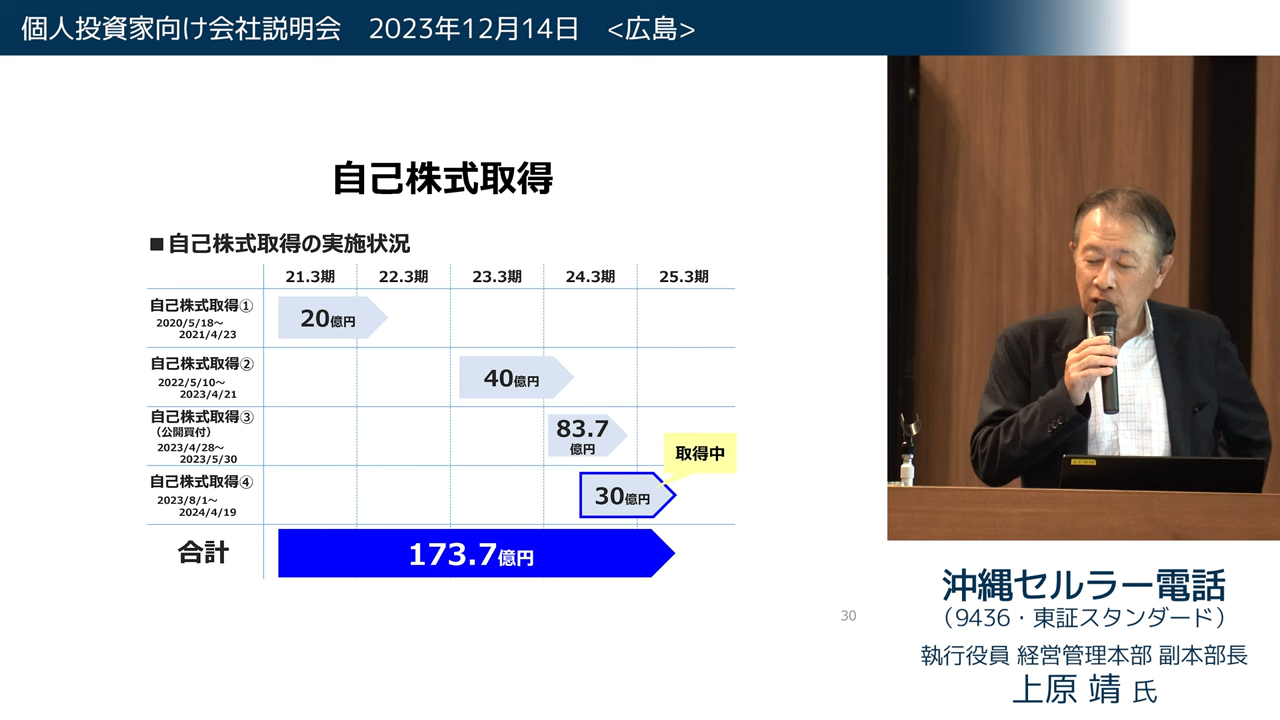 個人投資家向け会社説明会　2023年12月14日　<広島>
自己株式取得
■ 自己株式取得の実施状況
21.3期 22.3期 23.3期 24.3期 25.3期
自己株式取得①
2020/5/18～
2021/4/23
20億円
自己株式取得②
2022/5/10～
2023/4/21
40億円
自己株式取得③
（公開買付）
2023/4/28～
2023/5/30
83.7
億円
取得中
自己株式取得④
2023/8/1～
2024/4/19
30億円
合計
173.7億円
30
沖縄セルラー電話
（9436・東証スタンダード）
執行役員 経営管理本部 副本部長
上原 靖 氏